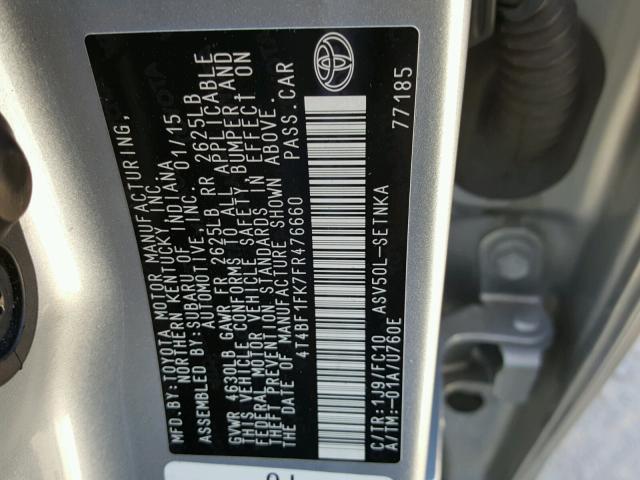 MFD.BY:TOYOTA MOTOR MANUFACTURING,
NORTHERN KENTUCKY, INC.
ASSY.BY:SUBARU OF INDIANA
AUTOMOTIVE, INC. 01/15
GVWR 4630LB GAWR FR 2625LB RR 2625LB
THIS VEHICLE CONFORMS TO ALL APPLICABLE
FEDERAL MOTOR VEHICLE SAFETY, BUMPER AND
THEFT PREVENTION STANDARDS IN EFFECT ON
THE DATE OF MANUFACTURE SHOWN ABOVE.
4T4BF1FK7FR476660 PASS.CAR
C/TR:1J9/FC10 ASV50L-SETNKA
A/TM:-01A/U760E 77185